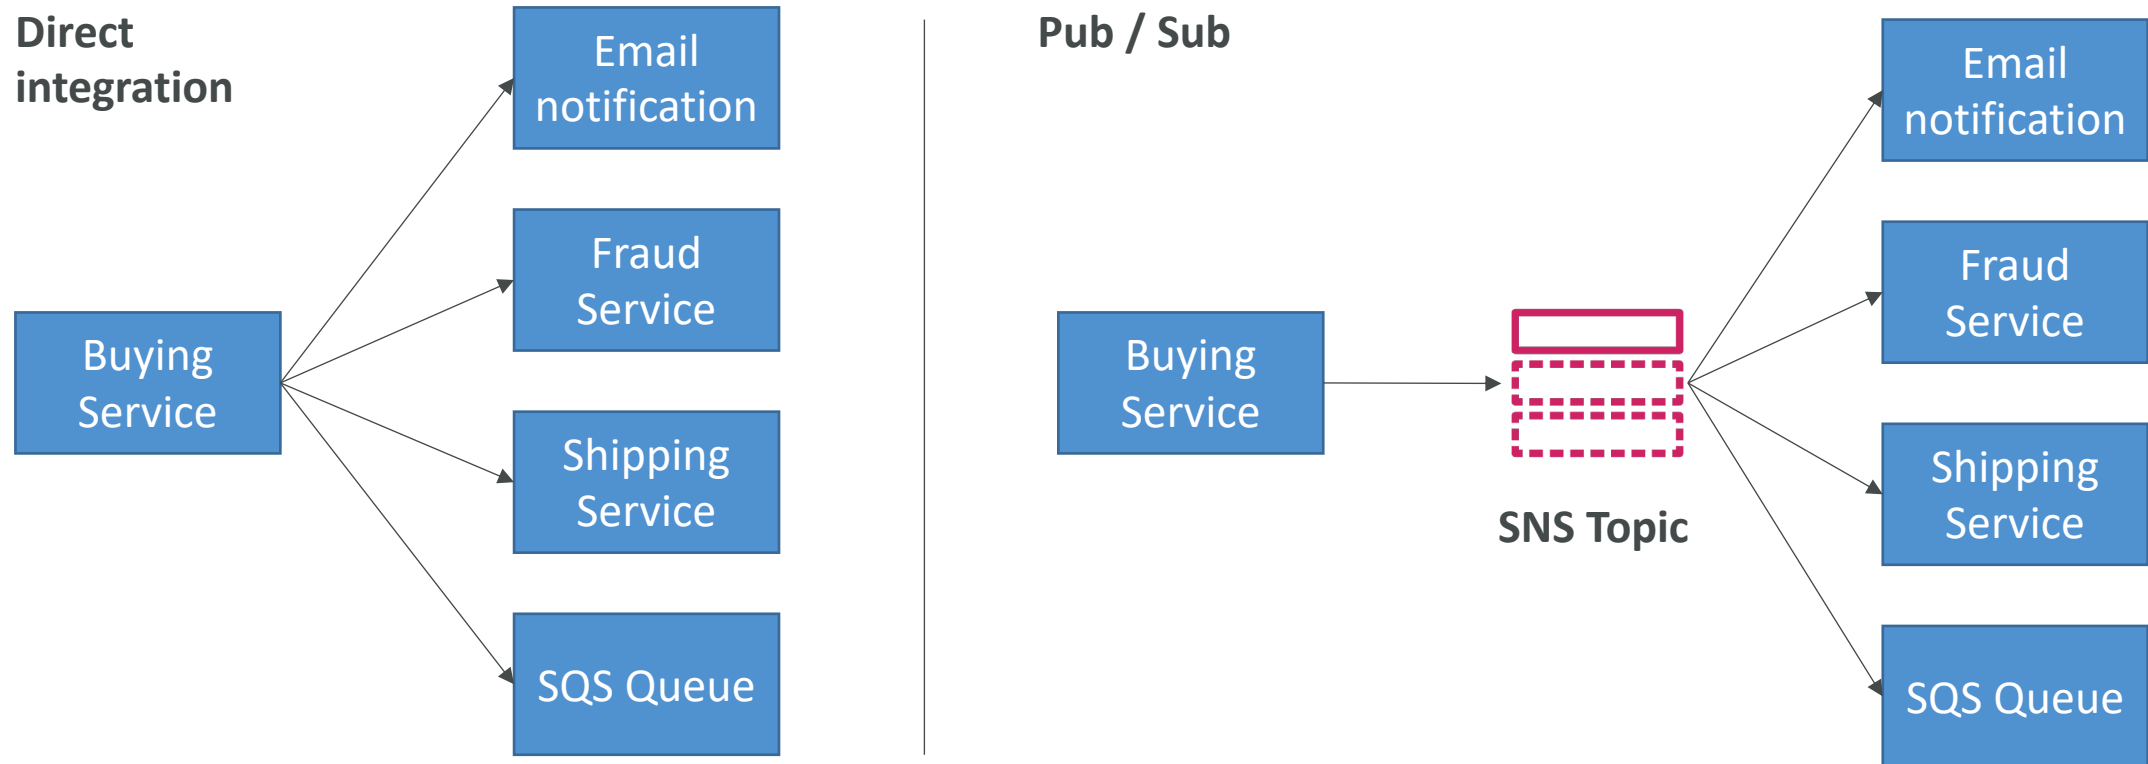 Direct
integration
Email
notification
Fraud
Service
Buying
Service
Shipping
Service
SQS Queue
Pub / Sub
Buying
Service
SNS Topic
Email
notification
Fraud
Service
Shipping
Service
SQS Queue